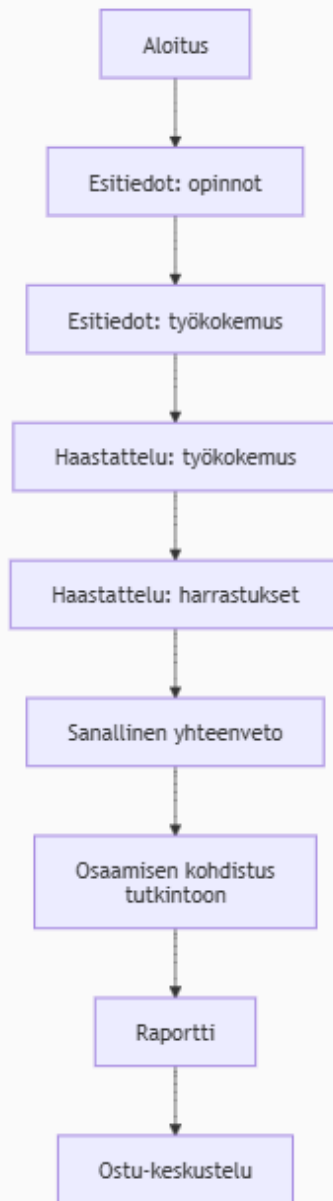 Aloitus
Esitiedot: opinnot
Esitiedot: työkokemus
Haastattelu: työkokemus
Haastattelu: harrastukset
Sanallinen yhteenveto
Osaamisen kohdistus
tutkintoon
Raportti
Ostu-keskustelu